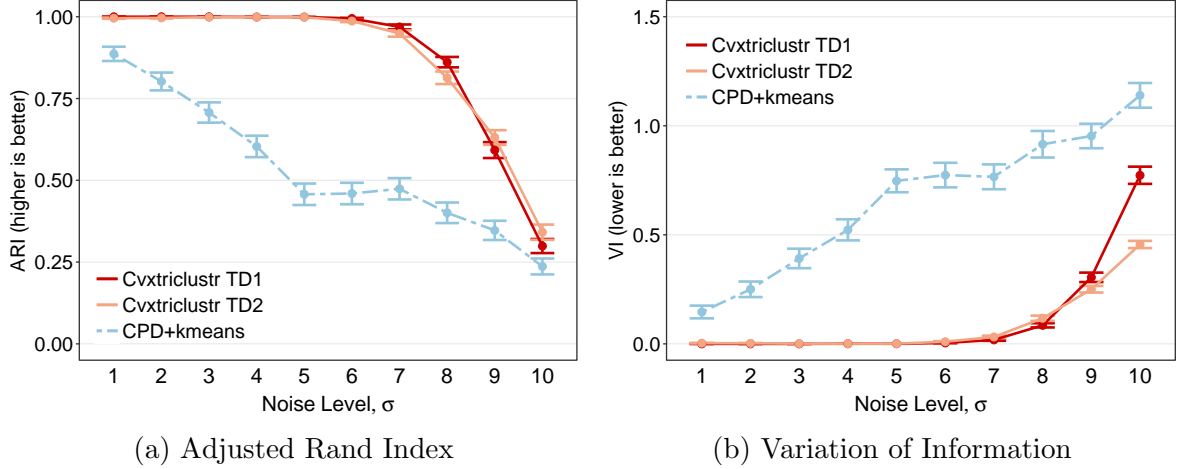 ARI (higher is better)
1.00
0.75
0.50
0.25
0.00
Cvxtriclustr TD1
Cvxtriclustr TD2
CPD+kmeans
1 2 3 4 5 6 7 8 9 10
Noise Level, σ
(a) Adjusted Rand Index
VI (lower is better)
1.5
1.0
0.5
0.0
Cvxtriclustr TD1
Cvxtriclustr TD2
CPD+kmeans
1 2 3 4 5 6 7 8 9 10
Noise Level, σ
(b) Variation of Information